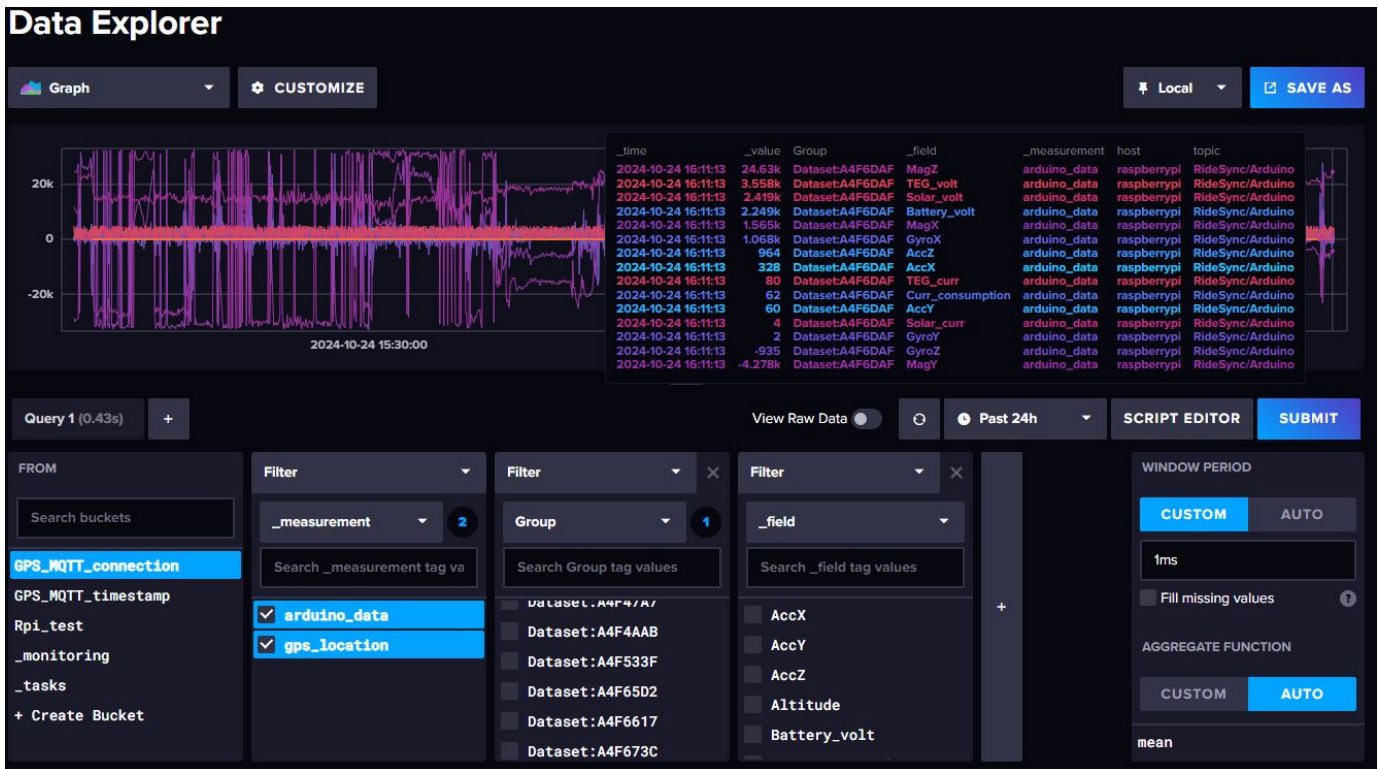 Data Explorer
Graph
CUSTOMIZE
Local
SAVE AS
20k
0
-20k
2024-10-24 15:30:00
_time _value Group _field _measurement host topic
2024-10-24 16:11:13 24.63k Dataset:A4F6DAF MagZ arduino_data raspberrypi RideSync/Arduino
2024-10-24 16:11:13 3.558k Dataset:A4F6DAF TEG_volt arduino_data raspberrypi RideSync/Arduino
2024-10-24 16:11:13 2.419k Dataset:A4F6DAF Solar_volt arduino_data raspberrypi RideSync/Arduino
2024-10-24 16:11:13 2.249k Dataset:A4F6DAF Battery_volt arduino_data raspberrypi RideSync/Arduino
2024-10-24 16:11:13 1.565k Dataset:A4F6DAF MagX arduino_data raspberrypi RideSync/Arduino
2024-10-24 16:11:13 1.068k Dataset:A4F6DAF GyroX arduino_data raspberrypi RideSync/Arduino
2024-10-24 16:11:13 964 Dataset:A4F6DAF AccZ arduino_data raspberrypi RideSync/Arduino
2024-10-24 16:11:13 328 Dataset:A4F6DAF AccX arduino_data raspberrypi RideSync/Arduino
2024-10-24 16:11:13 80 Dataset:A4F6DAF TEG_curr arduino_data raspberrypi RideSync/Arduino
2024-10-24 16:11:13 62 Dataset:A4F6DAF Curr_consumption arduino_data raspberrypi RideSync/Arduino
2024-10-24 16:11:13 60 Dataset:A4F6DAF AccY arduino_data raspberrypi RideSync/Arduino
2024-10-24 16:11:13 4 Dataset:A4F6DAF Solar_curr arduino_data raspberrypi RideSync/Arduino
2024-10-24 16:11:13 2 Dataset:A4F6DAF GyroY arduino_data raspberrypi RideSync/Arduino
2024-10-24 16:11:13 -935 Dataset:A4F6DAF GyroZ arduino_data raspberrypi RideSync/Arduino
2024-10-24 16:11:13 -4.278k Dataset:A4F6DAF MagY arduino_data raspberrypi RideSync/Arduino
Query 1 (0.43s)
+
View Raw Data
Past 24h
SCRIPT EDITOR
SUBMIT
FROM
Search buckets
GPS_MQTT_connection
GPS_MQTT_timestamp
Rpi_test
_monitoring
_tasks
+ Create Bucket
Filter
_measurement 2
Search _measurement tag va
arduino_data
gps_location
Filter
Group 1
Search Group tag values
Dataset:A4F47A7
Dataset:A4F4AAB
Dataset:A4F533F
Dataset:A4F65D2
Dataset:A4F6617
Dataset:A4F673C
Filter
_field
Search _field tag values
AccX
AccY
AccZ
Altitude
Battery_volt
+
WINDOW PERIOD
CUSTOM AUTO
1ms
Fill missing values ?
AGGREGATE FUNCTION
CUSTOM AUTO
mean